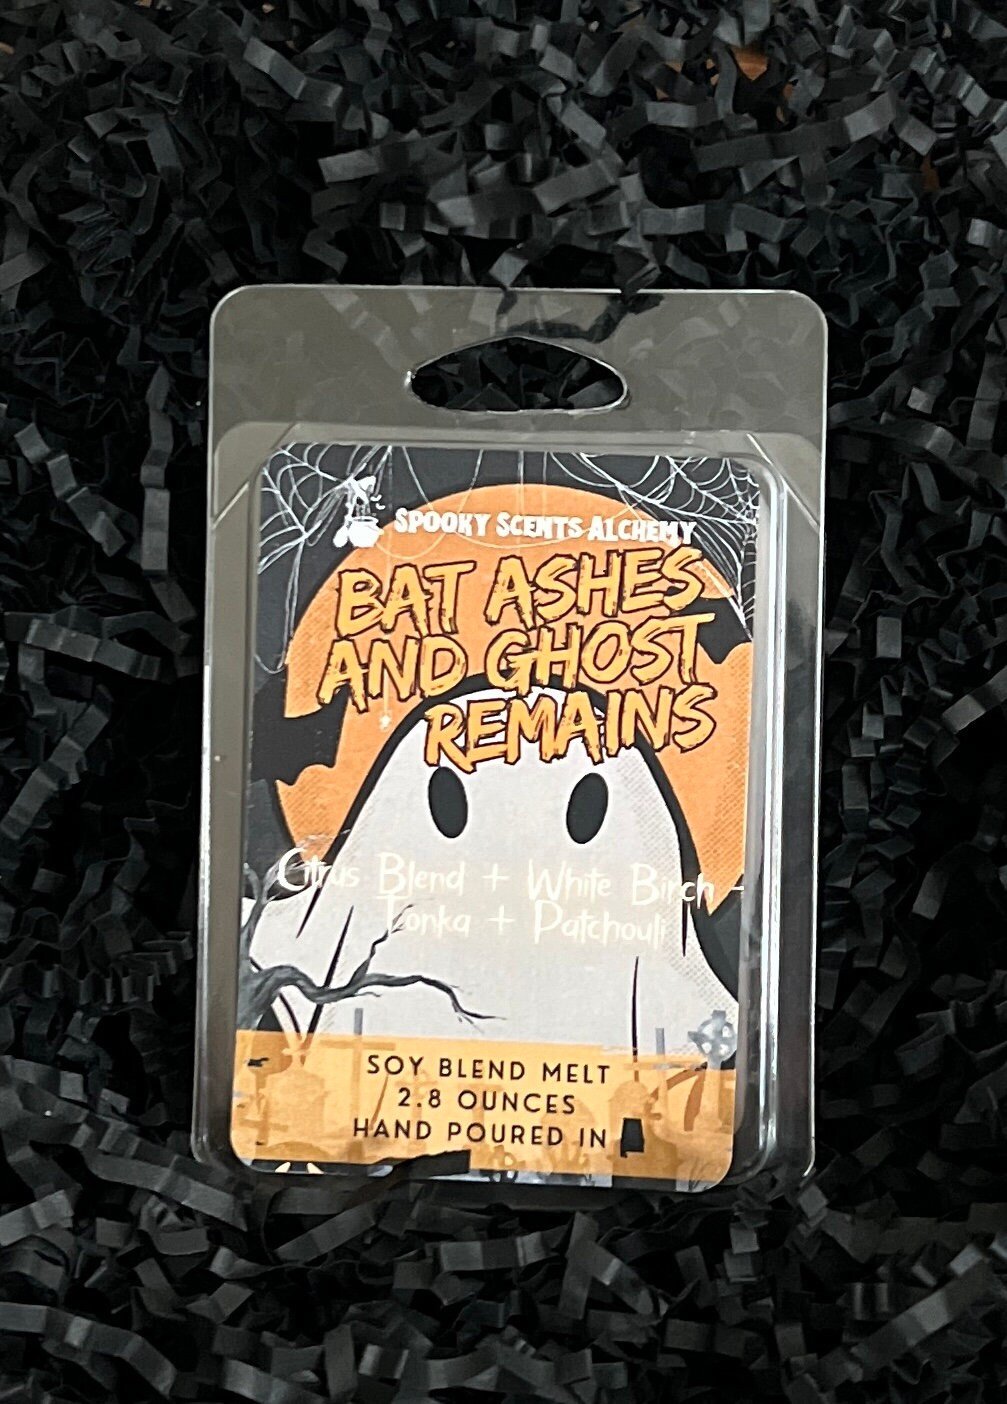 SPOOKY SCENTS ALCHEMY
BAT ASHES
AND GHOST
REMAINS
Citrus Blend + White Birch +
Tonka + Patchouli
SOY BLEND MELT
2.8 OUNCES
HAND POURED IN